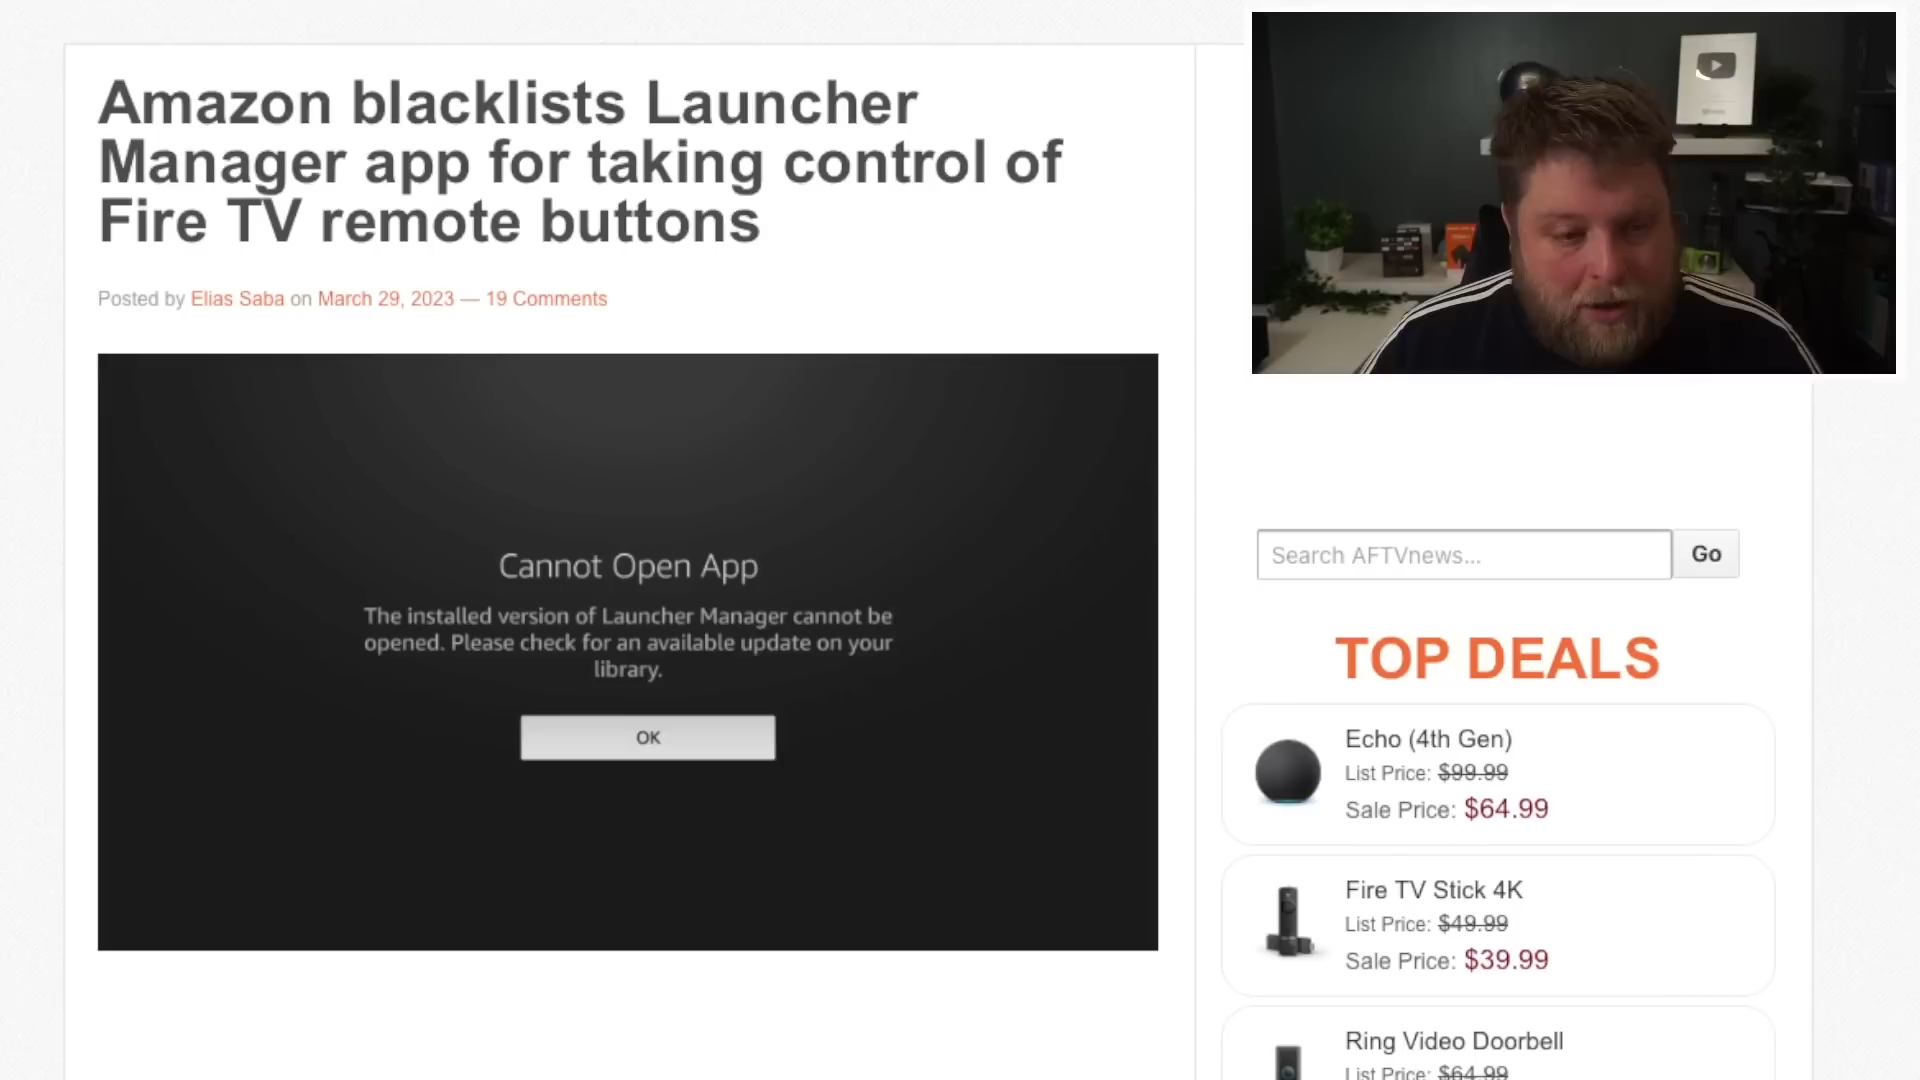 Amazon blacklists Launcher
Manager app for taking control of
Fire TV remote buttons
Posted by Elias Saba on March 29, 2023 — 19 Comments
Cannot Open App
The installed version of Launcher Manager cannot be
opened. Please check for an available update on your
library.
OK
Search AFTVnews...
Go
TOP DEALS
Echo (4th Gen)
List Price: $99.99
Sale Price: $64.99
Fire TV Stick 4K
List Price: $49.99
Sale Price: $39.99
Ring Video Doorbell
List Price: $64.99